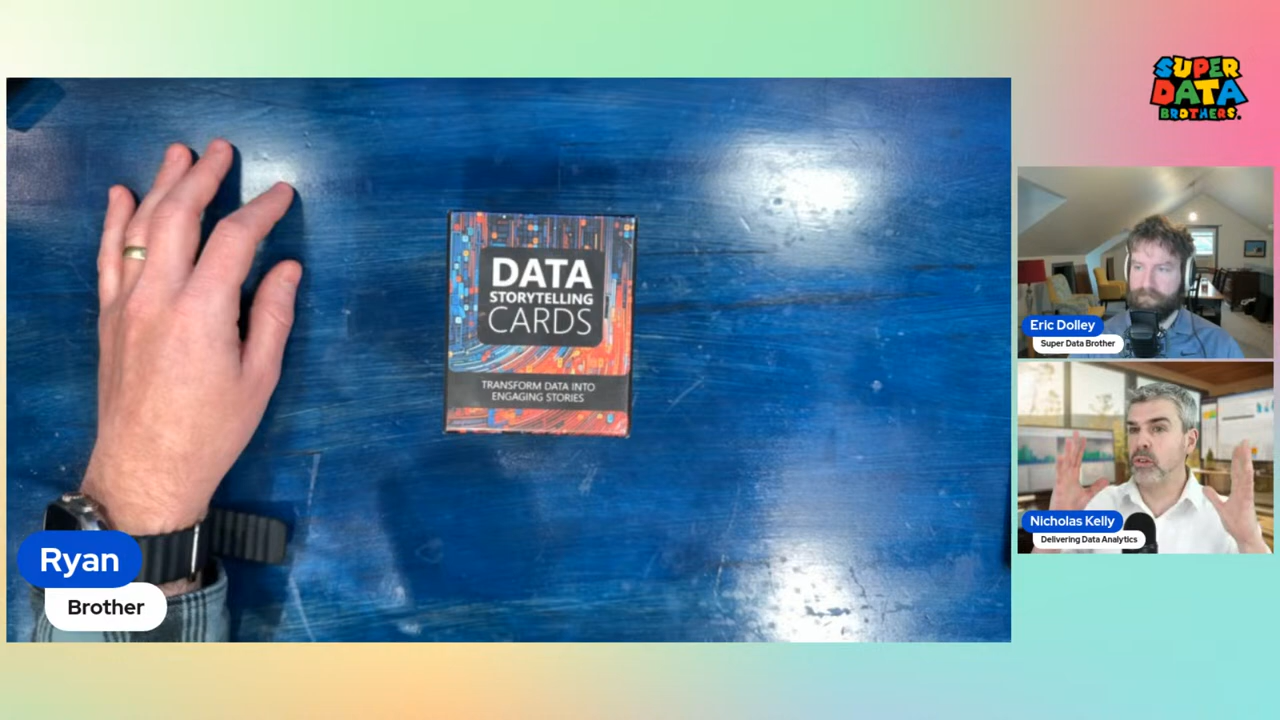 SUPER
DATA
BROTHERS.
DATA
STORYTELLING
CARDS
TRANSFORM DATA INTO
ENGAGING STORIES
Eric Dolley
Super Data Brother
Nicholas Kelly
Delivering Data Analytics
Ryan
Brother